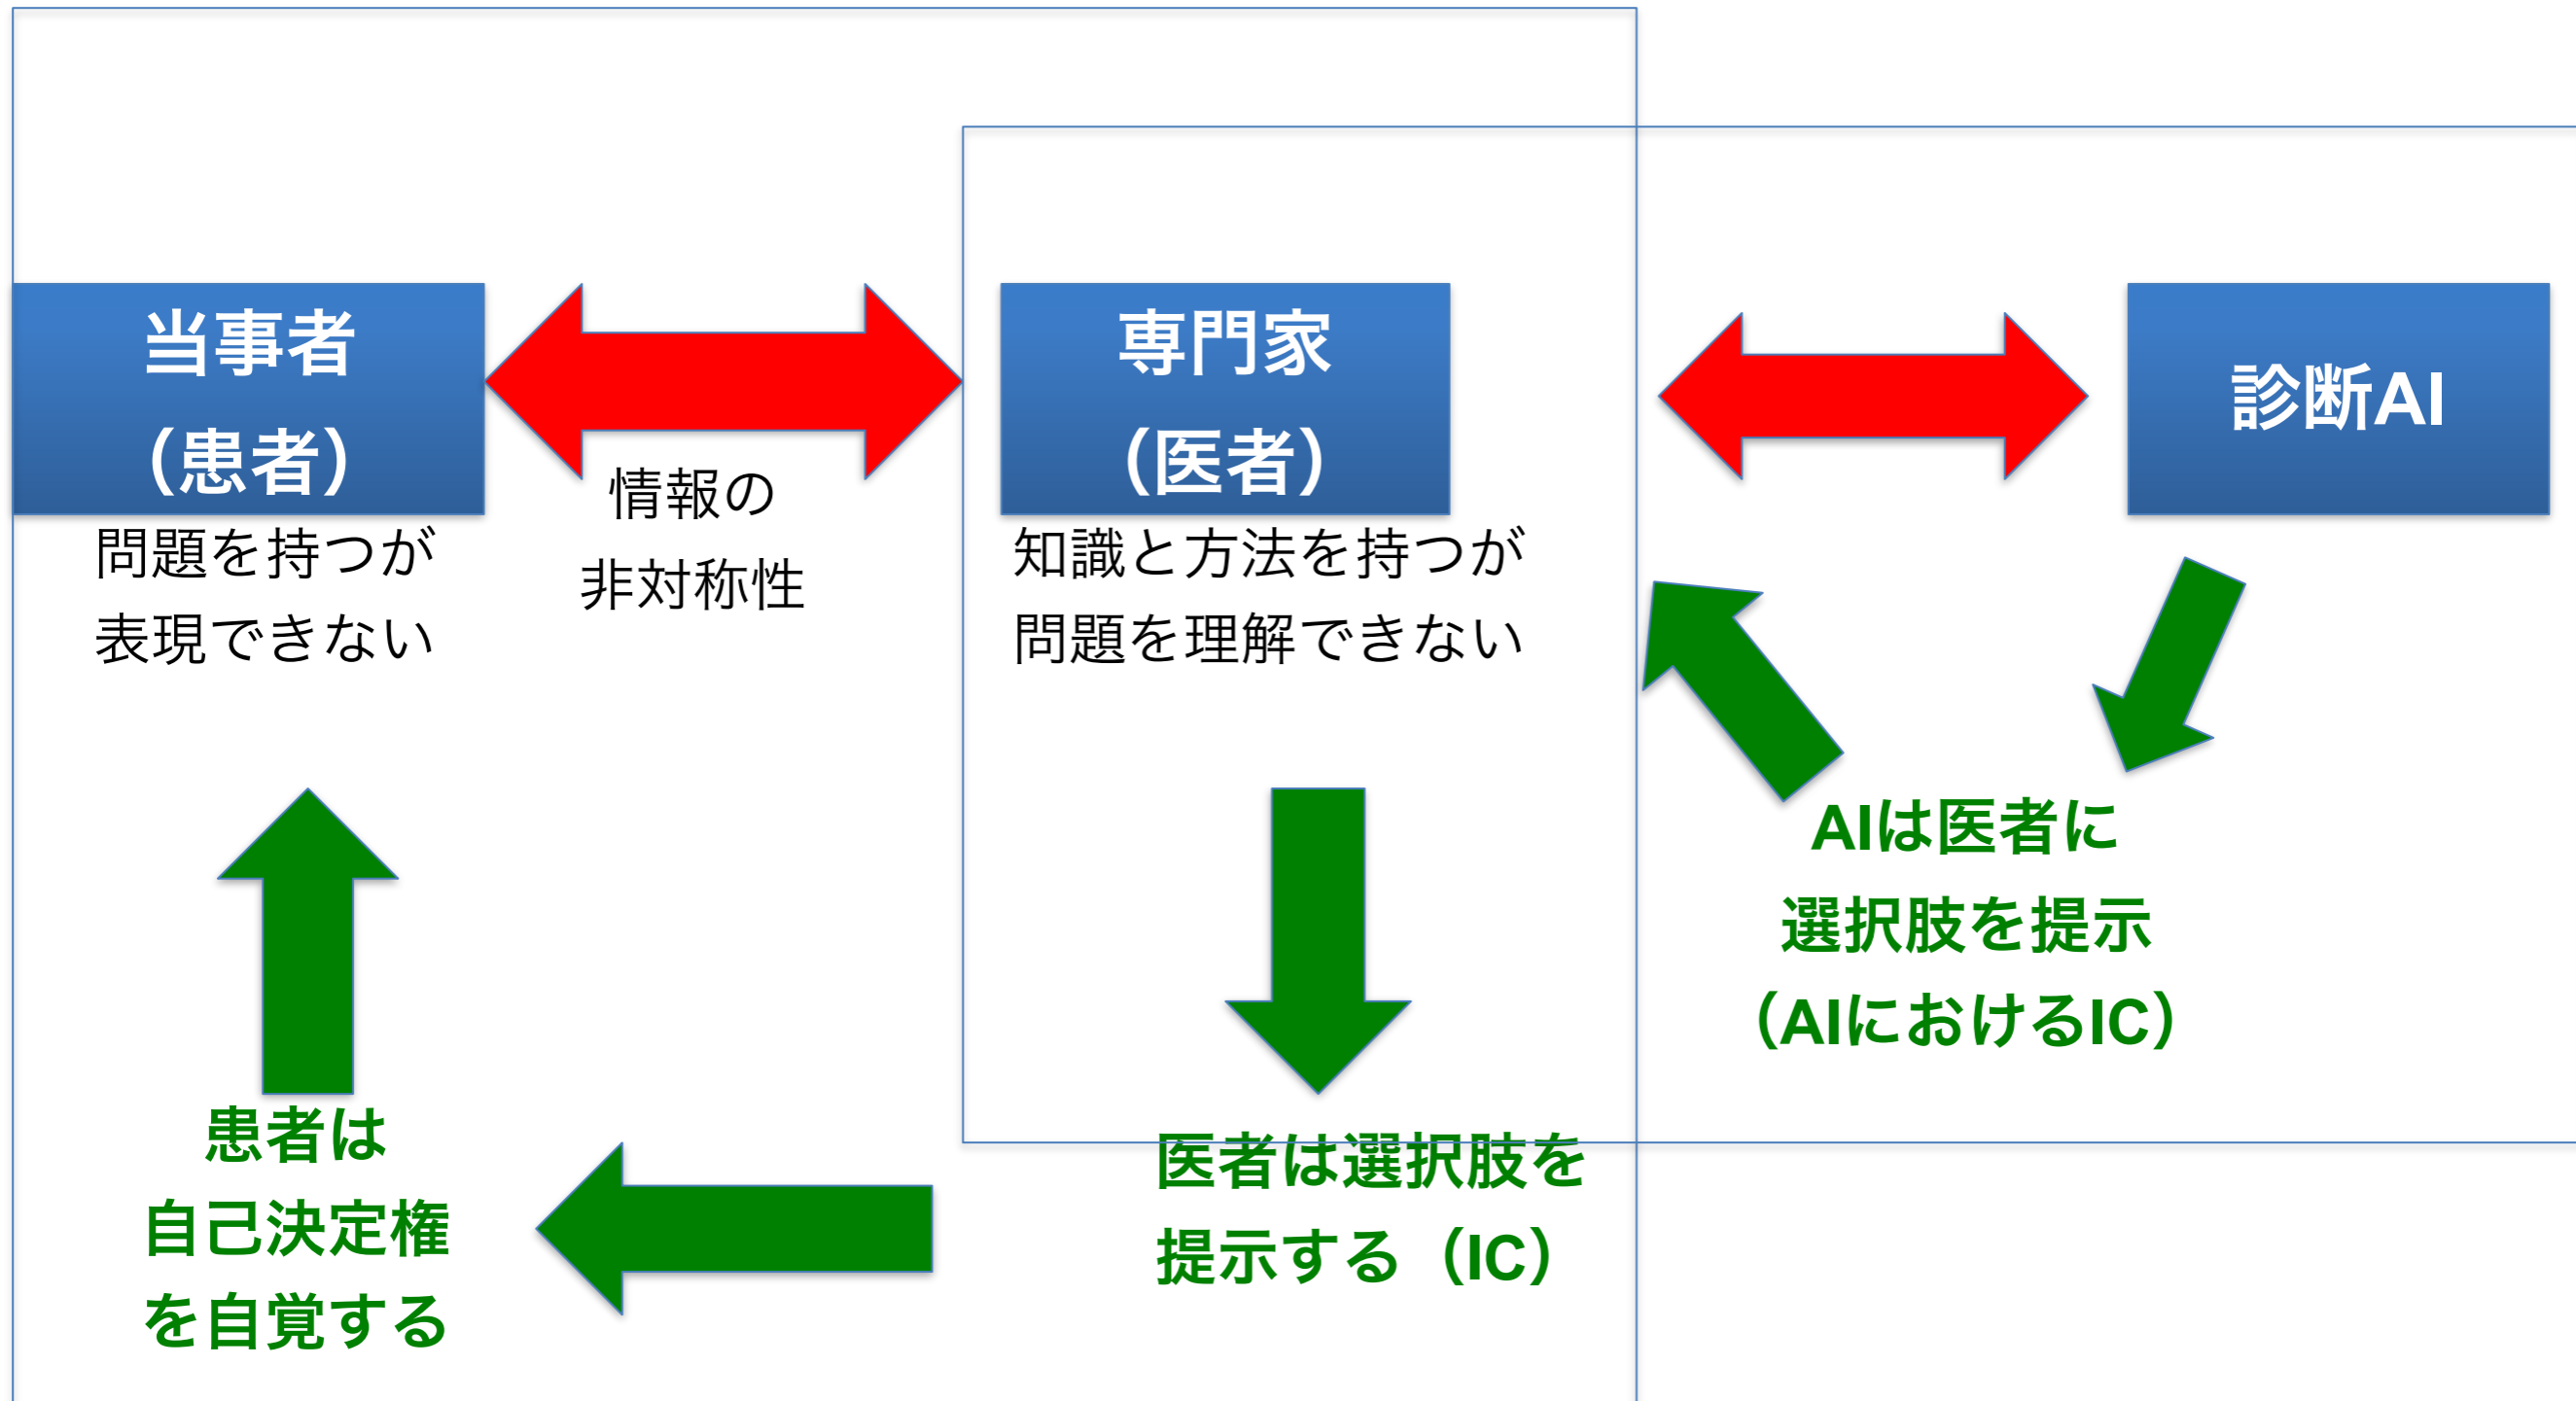 当事者
（患者）
問題を持つが
表現できない
情報の
非対称性
専門家
（医者）
知識と方法を持つが
問題を理解できない
診断AI
AIは医者に
選択肢を提示
（AIにおけるIC）
医者は選択肢を
提示する（IC）
患者は
自己決定権
を自覚する